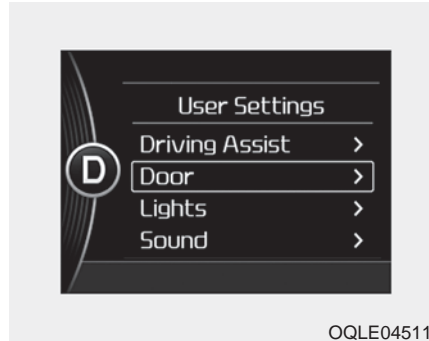 User Settings
Driving Assist >
D
Door >
Lights >
Sound >
OQLE04511